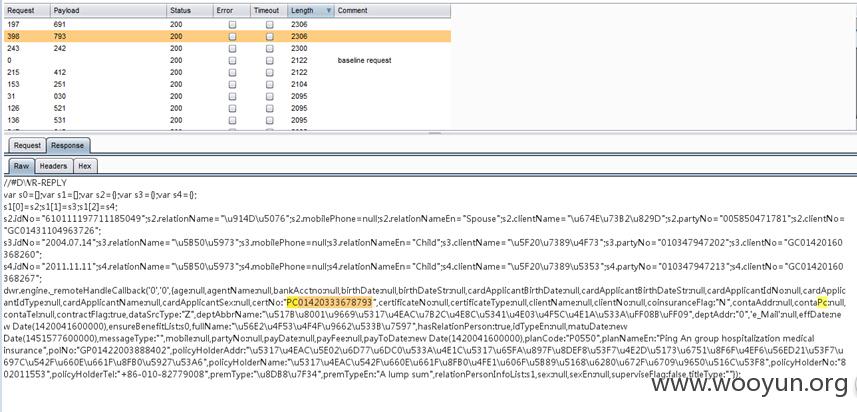 Request Payload Status Error Timeout Length Comment
197 691 200 2306
398 793 200 2306
243 242 200 2300
0 200 2122 baseline request
215 412 200 2122
153 251 200 2104
31 030 200 2095
126 521 200 2095
136 531 200 2095
Request Response
Raw Headers Hex
//#DWR-REPLY
var s0=[];var s1=[];var s2={};var s3={};var s4={};
s1[0]=s2;s1[1]=s3;s1[2]=s4;
s2.idNo="610111197711185049";s2.relationName="\u914D\u5076";s2.mobilePhone=null;s2.relationNameEn="Spouse";s2.clientName="\u674E\u73B2\u829D";s2.partyNo="005850471781";s2.clientNo=
"GC01431104963726";
s3.idNo="2004.07.14";s3.relationName="\u5B50\u5973";s3.mobilePhone=null;s3.relationNameEn="Child";s3.clientName="\u5F20\u7389\u4F73";s3.partyNo="010347947202";s3.clientNo="GC01420160
368260";
s4.idNo="2011.11.11";s4.relationName="\u5B50\u5973";s4.mobilePhone=null;s4.relationNameEn="Child";s4.clientName="\u5F20\u7389\u5353";s4.partyNo="010347947213";s4.clientNo="GC01420160
368267";
dwr.engine._remoteHandleCallback('0','0',{age:null,agentName:null,bankAcctno:null,birthDate:null,birthDateStr:null,cardApplicantBirthDate:null,cardApplicantBirthDateStr:null,cardApplicantIdNo:null,cardAppl
icantIdType:null,cardApplicantName:null,cardApplicantSex:null,certNo:"PC01420333678793",certificateNo:null,certificateType:null,clientName:null,clientNo:null,coinsuranceFlag:"N",contaAddr:null,contaPc:null,
contaTel:null,contractFlag:true,dataSrcType:"Z",deptAbbrName:"\u517B\u8001\u9669\u5317\u4EAC\u7B2C\u4E8C\u5341\u4E03\u4F5C\u4E1A\u533A\uFF08B\uFF09",deptAddr:"0",'e_Mail':null,effDate:ne
w Date(1420041600000),ensureBenefitList:s0,fullName:"\u56E2\u4F53\u4F4F\u9662\u533B\u7597",hasRelationPerson:true,idTypeEn:null,matuDate:new
Date(1451577600000),messageType:"",mobile:null,partyNo:null,payDate:null,payFee:null,payToDate:new Date(1420041600000),planCode:"P0550",planNameEn:"Ping An group hospitalization medical
insurance",polNo:"GP01422003888402",policyHolderAddr:"\u5317\u4EAC\u5E02\u6D77\u6DC0\u533A\u4E1C\u5317\u65FA\u897F\u8DEF8\u53F7\u4E2D\u5173\u6751\u8F6F\u4EF6\u56ED21\u53F7\u
697C\u542F\u660E\u661F\u8F80\u5927\u53A6",policyHolderName:"\u5317\u4EAC\u542F\u660E\u661F\u8F80\u4FE1\u606F\u5B89\u5168\u6280\u672F\u6709\u9650\u516C\u53F8",policyHolderNo:"8
802011553",policyHolderTel:"+86-010-82779008",premType:"\u8DB8\u7F34",premTypeEn:"A lump sum",relationPersonInfoList:s1,sex:null,sexEn:null,superviseFlag:false,titleType:""});
www.wooyun.org